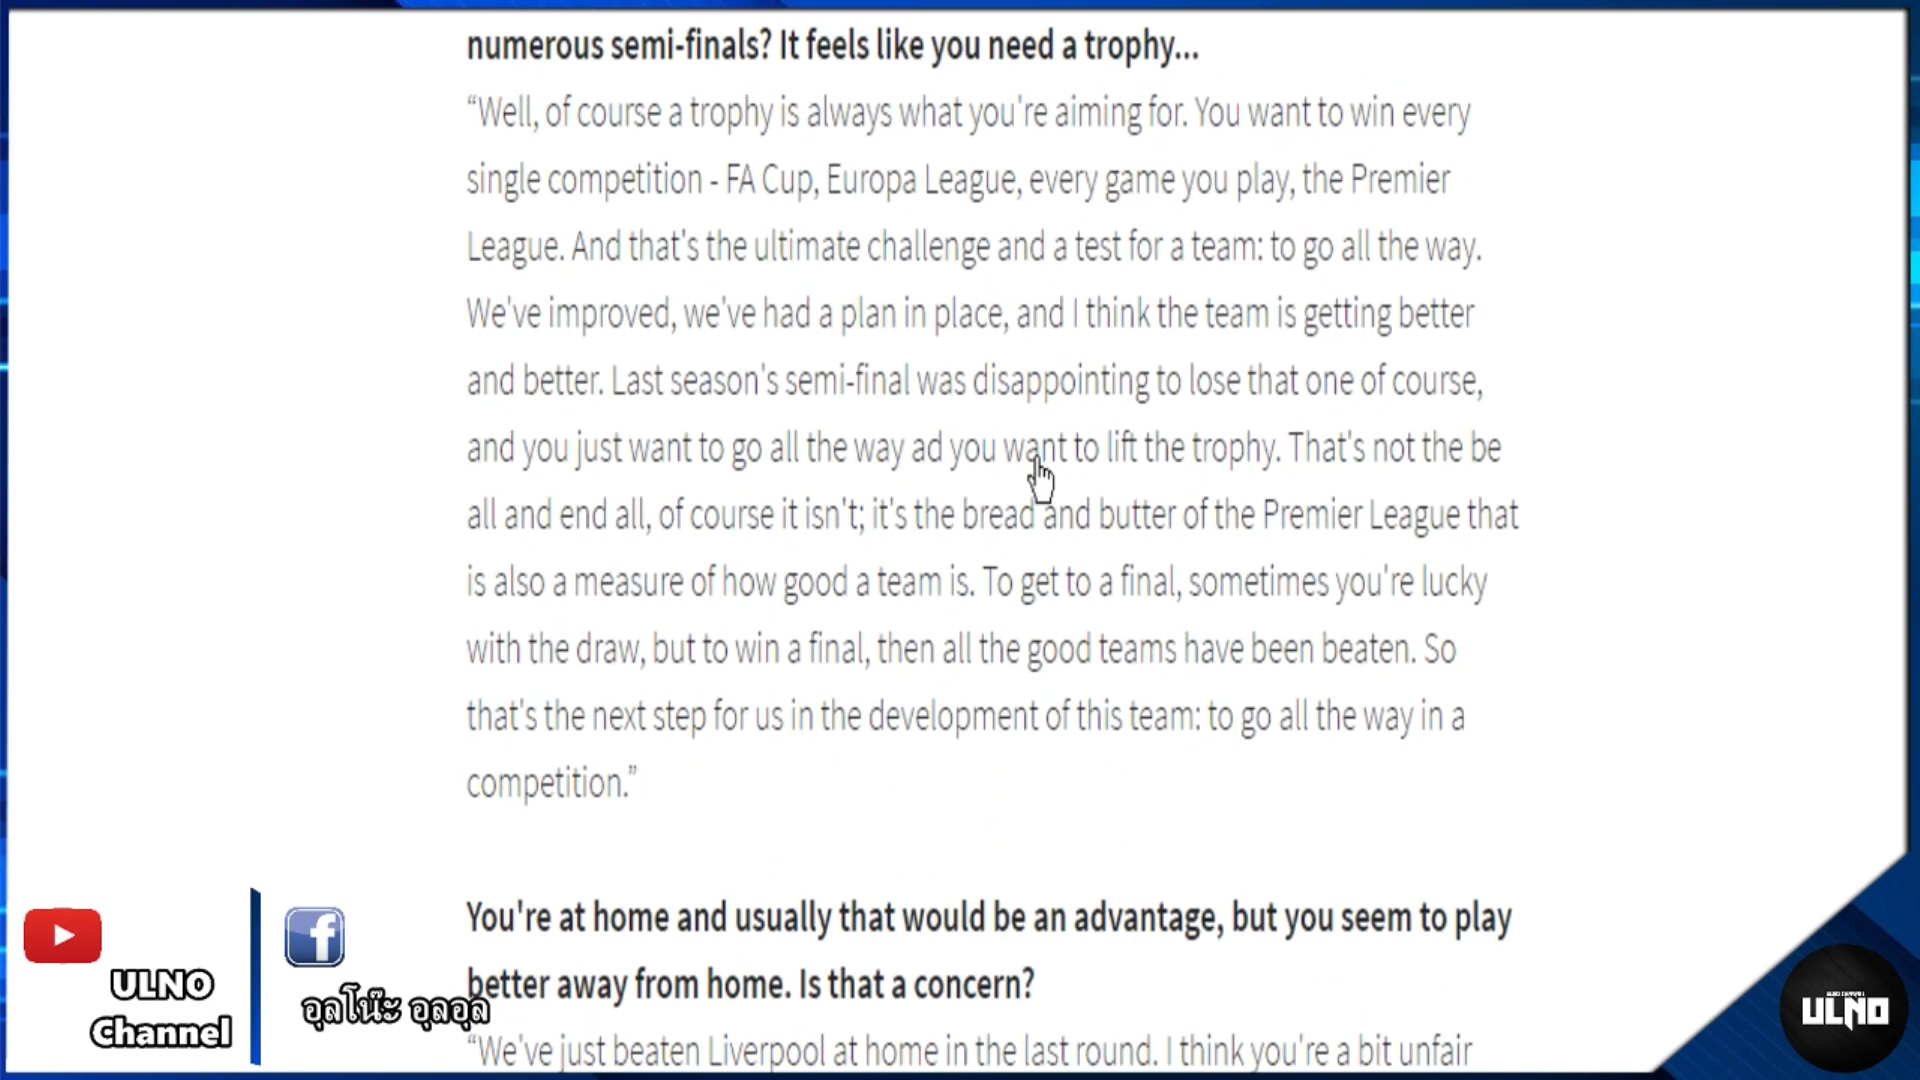 numerous semi-finals? It feels like you need a trophy...
“Well, of course a trophy is always what you're aiming for. You want to win every
single competition - FA Cup, Europa League, every game you play, the Premier
League. And that's the ultimate challenge and a test for a team: to go all the way.
We've improved, we've had a plan in place, and I think the team is getting better
and better. Last season's semi-final was disappointing to lose that one of course,
and you just want to go all the way ad you want to lift the trophy. That's not the be
all and end all, of course it isn't; it's the bread and butter of the Premier League that
is also a measure of how good a team is. To get to a final, sometimes you're lucky
with the draw, but to win a final, then all the good teams have been beaten. So
that's the next step for us in the development of this team: to go all the way in a
competition.”
You're at home and usually that would be an advantage, but you seem to play
better away from home. Is that a concern?
“We've just beaten Liverpool at home in the last round. I think you're a bit unfair
ULNO
Channel
อุลโน๊ะ อุลอุล
ULNO